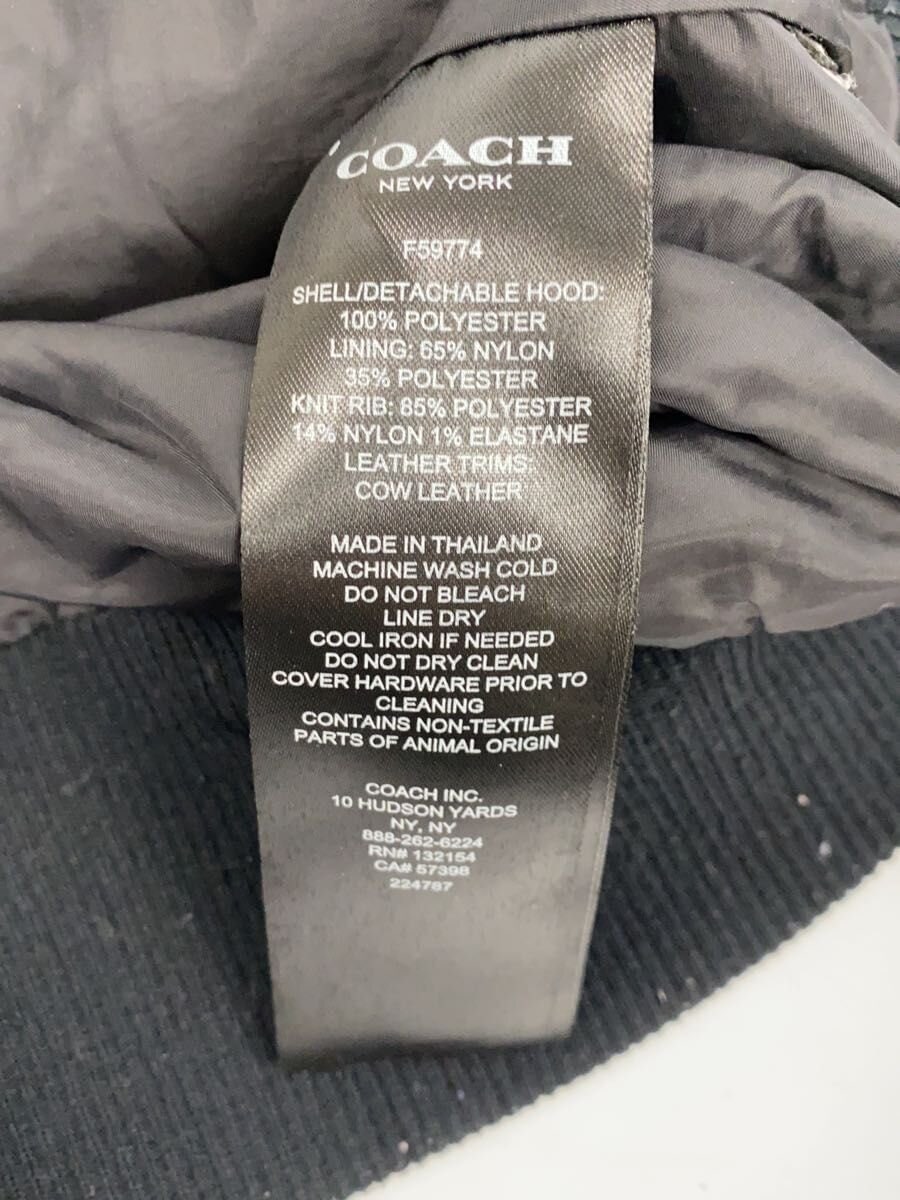 COACH
NEW YORK
F59774
SHELL/DETACHABLE HOOD:
100% POLYESTER
LINING: 65% NYLON
35% POLYESTER
KNIT RIB: 85% POLYESTER
14% NYLON 1% ELASTANE
LEATHER TRIMS:
COW LEATHER
MADE IN THAILAND
MACHINE WASH COLD
DO NOT BLEACH
LINE DRY
COOL IRON IF NEEDED
DO NOT DRY CLEAN
COVER HARDWARE PRIOR TO
CLEANING
CONTAINS NON-TEXTILE
PARTS OF ANIMAL ORIGIN
COACH INC.
10 HUDSON YARDS
NY, NY
888-262-6224
RN# 132154
CA# 57398
224787